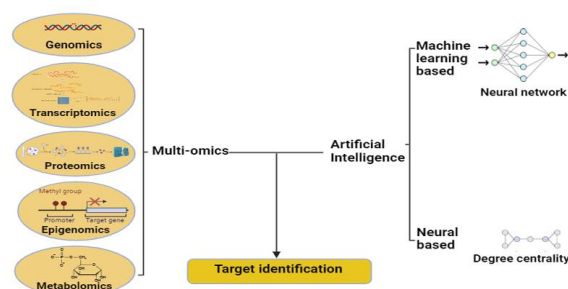 Genomics
Transcriptomics
Proteomics
Methyl group
Promoter
Target gene
Epigenomics
Metabolomics
Multi-omics
Target identification
Artificial
Intelligence
Machine
learning
based
Neural network
Neural
based
Degree centrality